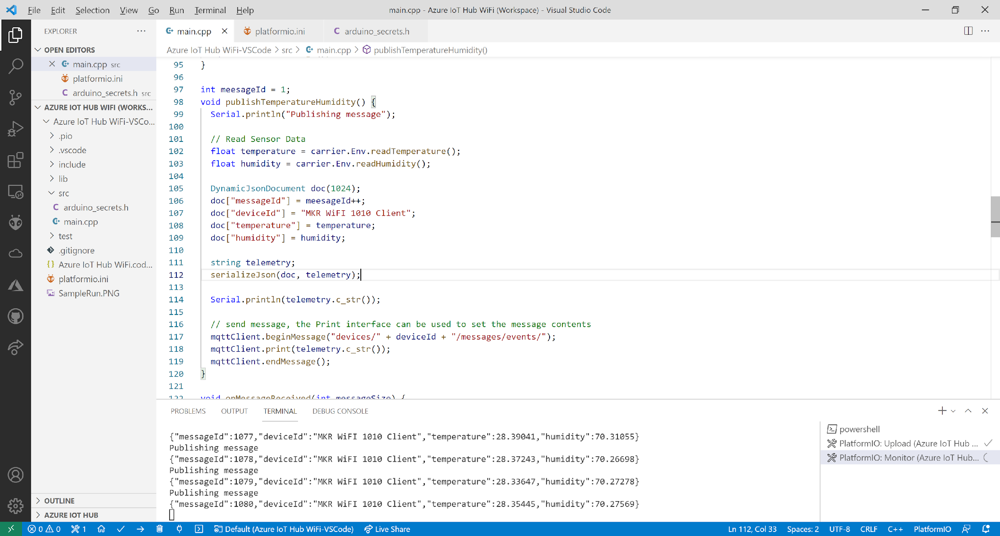 File Edit Selection View Go Run Terminal Help
main.cpp - Azure IoT Hub WiFi (Workspace) - Visual Studio Code
EXPLORER
OPEN EDITORS
main.cpp src
platformio.ini
arduino_secrets.h src
AZURE IOT HUB WIFI (WORKS...
Azure IoT Hub WiFi-VSCo...
.pio
.vscode
include
lib
src
arduino_secrets.h
main.cpp
test
.gitignore
Azure IoT Hub WiFi.cod...
platformio.ini
SampleRun.PNG
OUTLINE
AZURE IOT HUB
main.cpp platformio.ini arduino_secrets.h
Azure IoT Hub WiFi-VSCode > src > main.cpp > publishTemperatureHumidity()
95 }
96
97 int meesageId = 1;
98 void publishTemperatureHumidity() {
99 Serial.println("Publishing message");
100
101 // Read Sensor Data
102 float temperature = carrier.Env.readTemperature();
103 float humidity = carrier.Env.readHumidity();
104
105 DynamicJsonDocument doc(1024);
106 doc["messageId"] = meesageId++;
107 doc["deviceId"] = "MKR WiFI 1010 Client";
108 doc["temperature"] = temperature;
109 doc["humidity"] = humidity;
110
111 string telemetry;
112 serializeJson(doc, telemetry);
113
114 Serial.println(telemetry.c_str());
115
116 // send message, the Print interface can be used to set the message contents
117 mqttClient.beginMessage("devices/" + deviceId + "/messages/events/");
118 mqttClient.print(telemetry.c_str());
119 mqttClient.endMessage();
120 }
121
122 void onMessageReceived(int messageSize) {
PROBLEMS OUTPUT TERMINAL DEBUG CONSOLE
{"messageId":1077,"deviceId":"MKR WiFI 1010 Client","temperature":28.39041,"humidity":70.31055}
Publishing message
{"messageId":1078,"deviceId":"MKR WiFI 1010 Client","temperature":28.37243,"humidity":70.26698}
Publishing message
{"messageId":1079,"deviceId":"MKR WiFI 1010 Client","temperature":28.33647,"humidity":70.27278}
Publishing message
{"messageId":1080,"deviceId":"MKR WiFI 1010 Client","temperature":28.35445,"humidity":70.27569}
powershell
PlatformIO: Upload (Azure IoT Hub ...
PlatformIO: Monitor (Azure IoT Hub...
0 0 1 Default (Azure IoT Hub WiFi-VSCode) Live Share Ln 112, Col 33 Spaces: 2 UTF-8 CRLF C++ PlatformIO